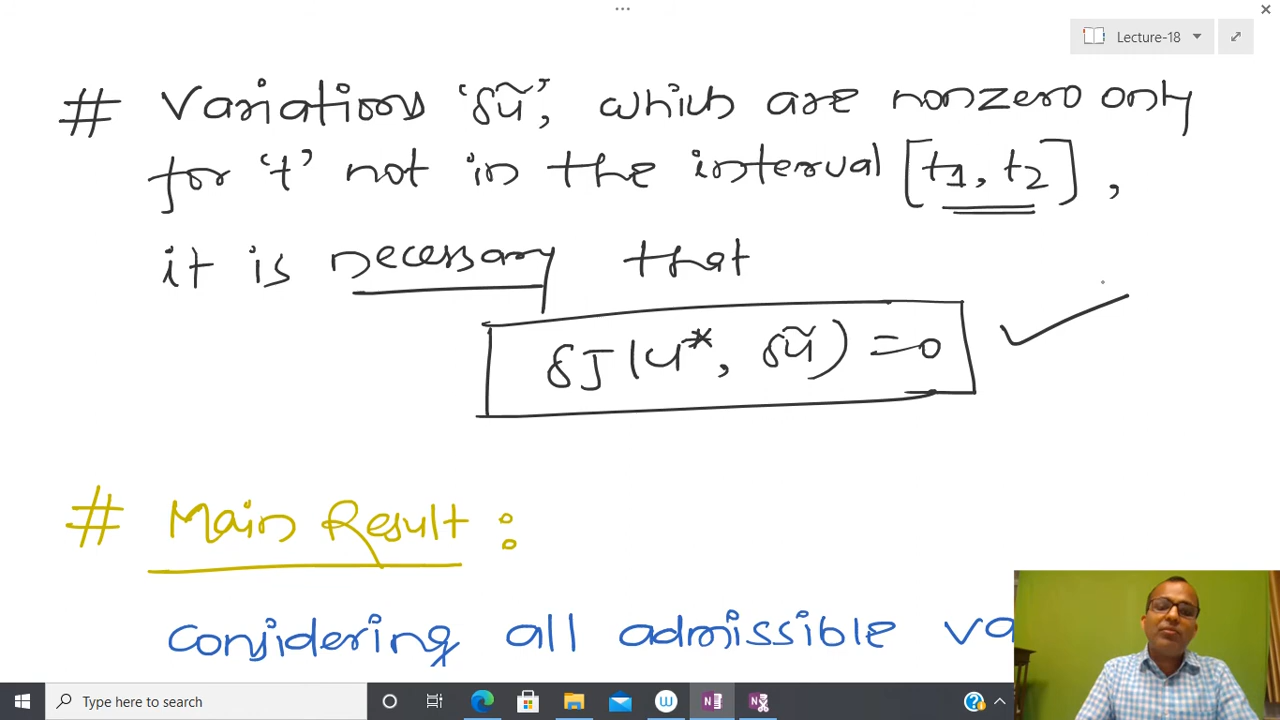 ...
Lecture-18
# Variations 'δũ', which are nonzero only
for 't' not in the interval [t1, t2],
it is necessary that
δJ(u*, δũ) = 0
# Main Result :
Considering all admissible va
Type here to search